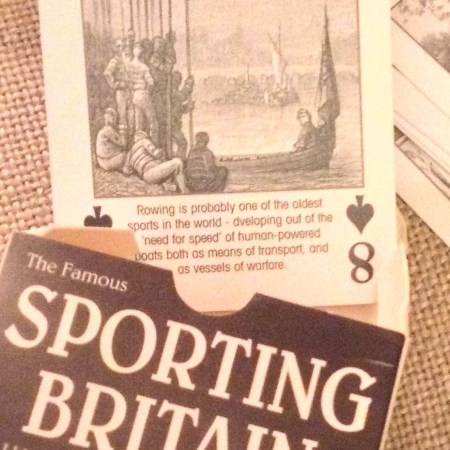 Rowing is probably one of the oldest
sports in the world - dveloping out of the
'need for speed' of human-powered
boats both as means of transport, and
as vessels of warfare.
8
The Famous
SPORTING
BRITAIN